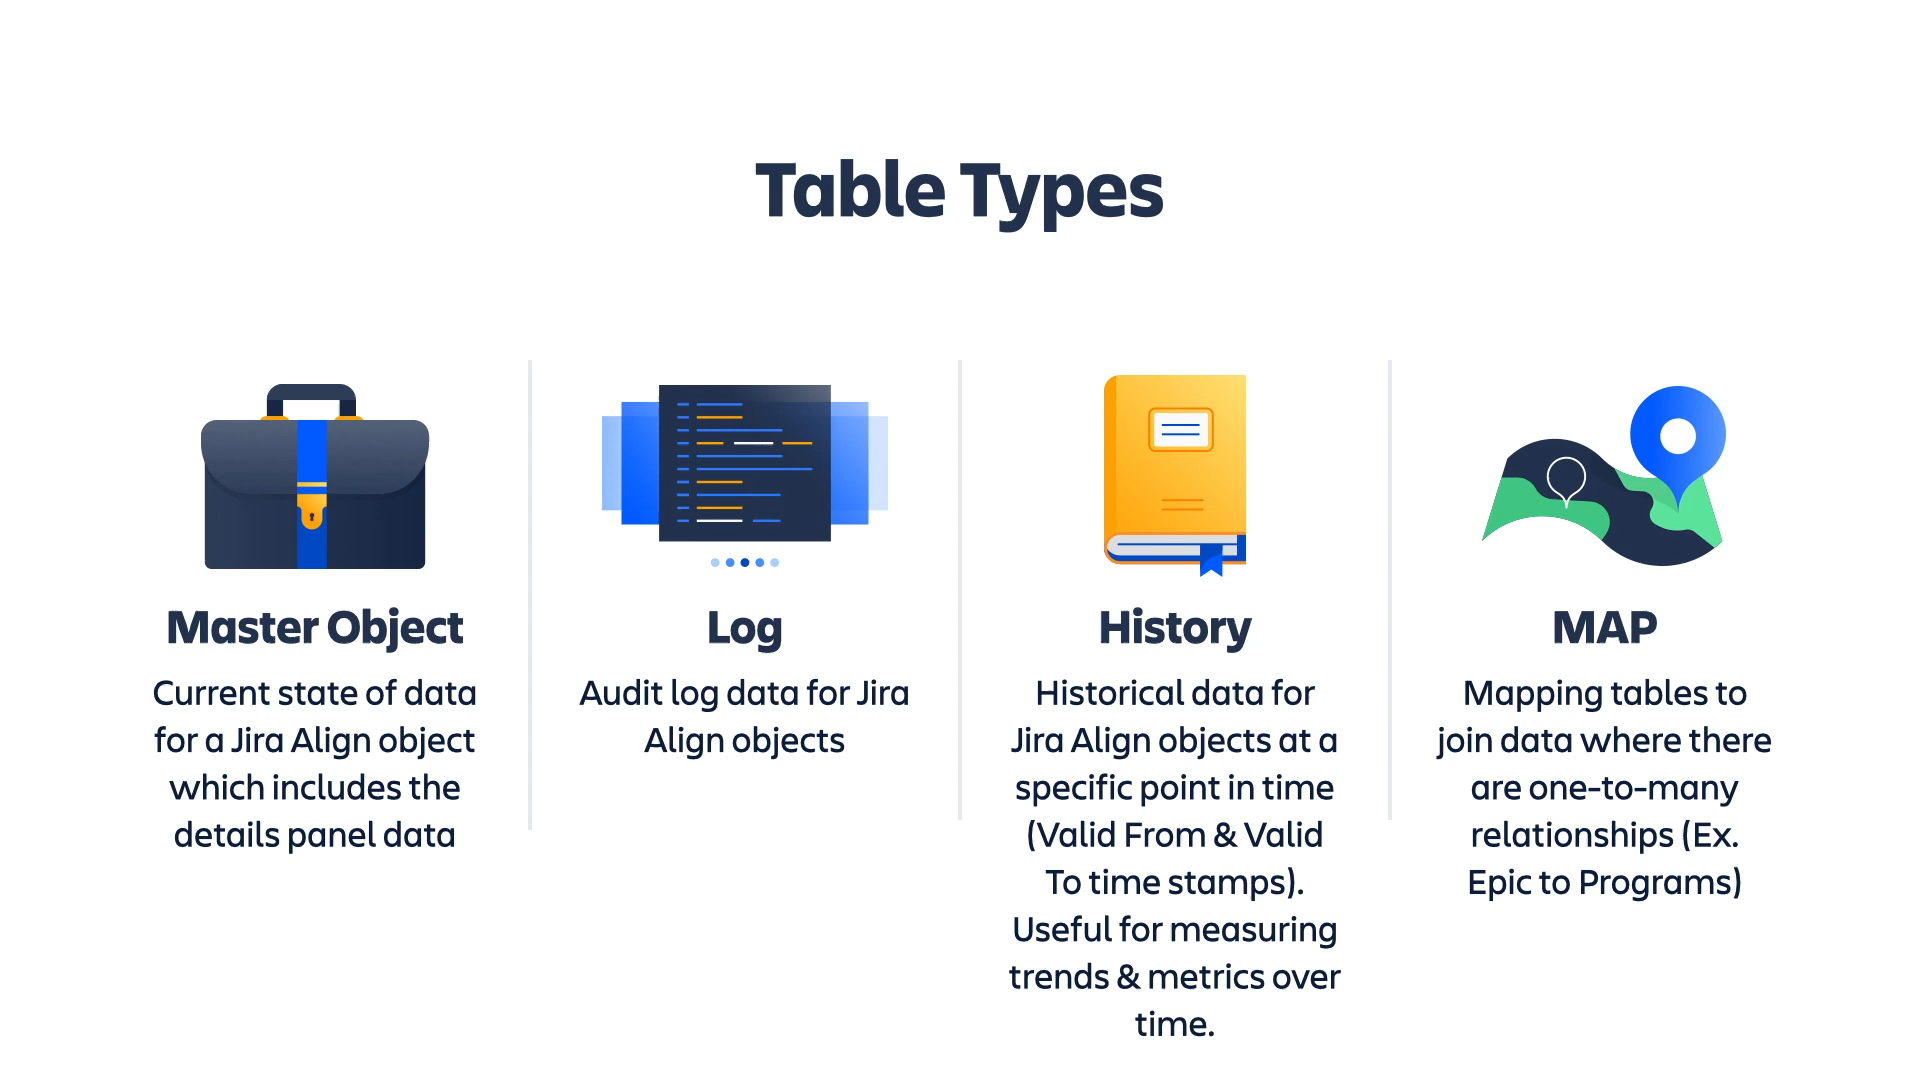 Table Types
Master Object
Current state of data
for a Jira Align object
which includes the
details panel data
Log
Audit log data for Jira
Align objects
History
Historical data for
Jira Align objects at a
specific point in time
(Valid From & Valid
To time stamps).
Useful for measuring
trends & metrics over
time.
MAP
Mapping tables to
join data where there
are one-to-many
relationships (Ex.
Epic to Programs)